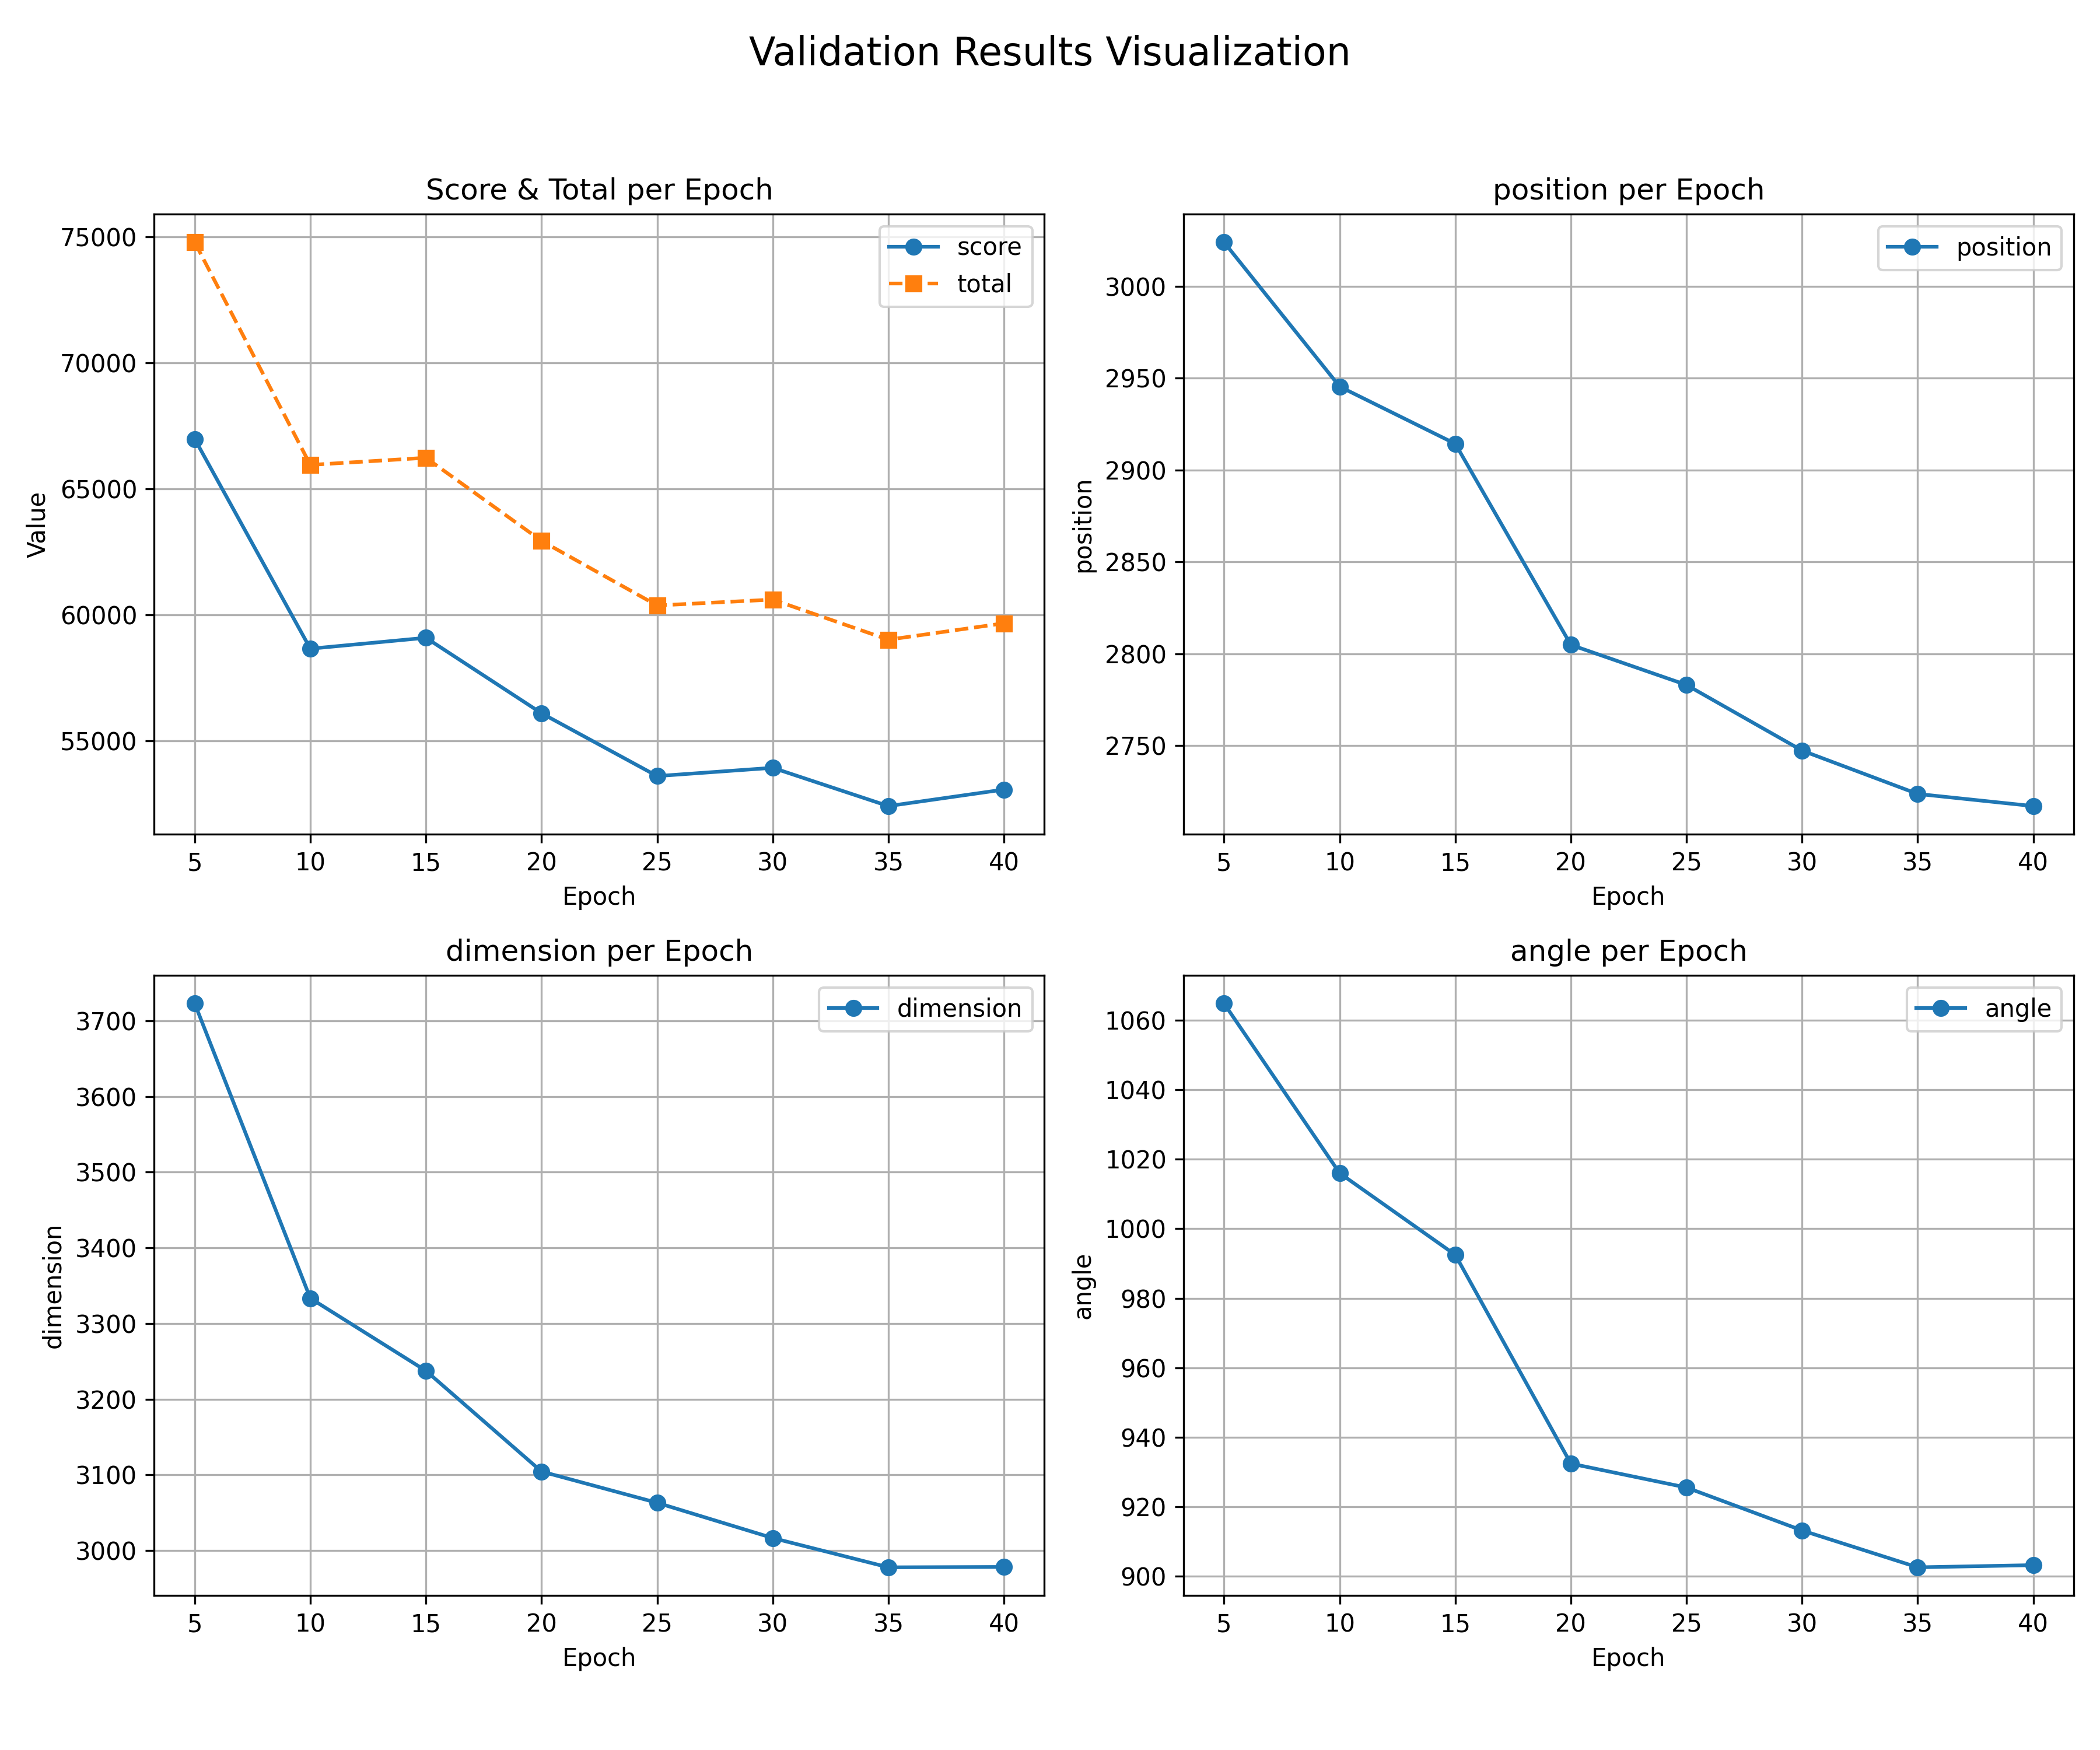 Validation Results Visualization
Score & Total per Epoch
75000
70000
65000
60000
55000
Value
score
total
5 10 15 20 25 30 35 40
Epoch
position per Epoch
3000
2950
2900
2850
2800
2750
position
position
5 10 15 20 25 30 35 40
Epoch
dimension per Epoch
3700
3600
3500
3400
3300
3200
3100
3000
dimension
dimension
5 10 15 20 25 30 35 40
Epoch
angle per Epoch
1060
1040
1020
1000
980
960
940
920
900
angle
angle
5 10 15 20 25 30 35 40
Epoch